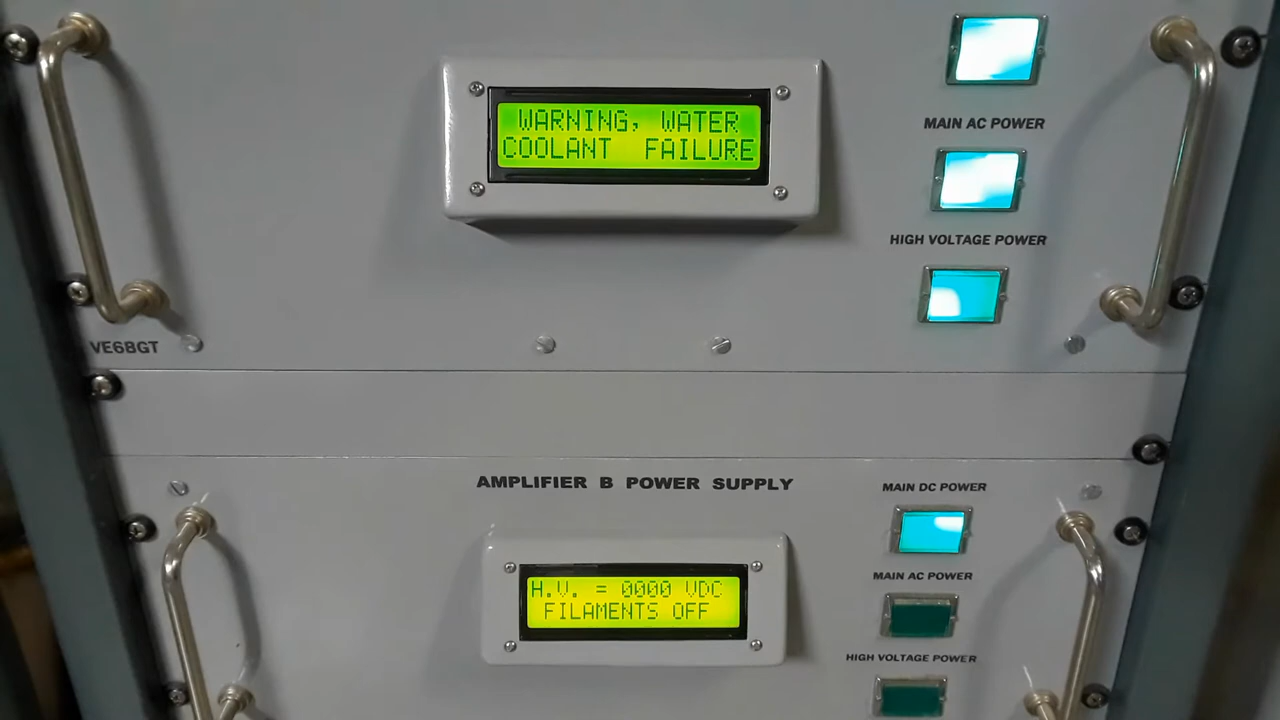 WARNING, WATER
COOLANT FAILURE
MAIN AC POWER
HIGH VOLTAGE POWER
VE6BGT
AMPLIFIER B POWER SUPPLY
MAIN DC POWER
H.V. = 0000 VDC
FILAMENTS OFF
MAIN AC POWER
HIGH VOLTAGE POWER